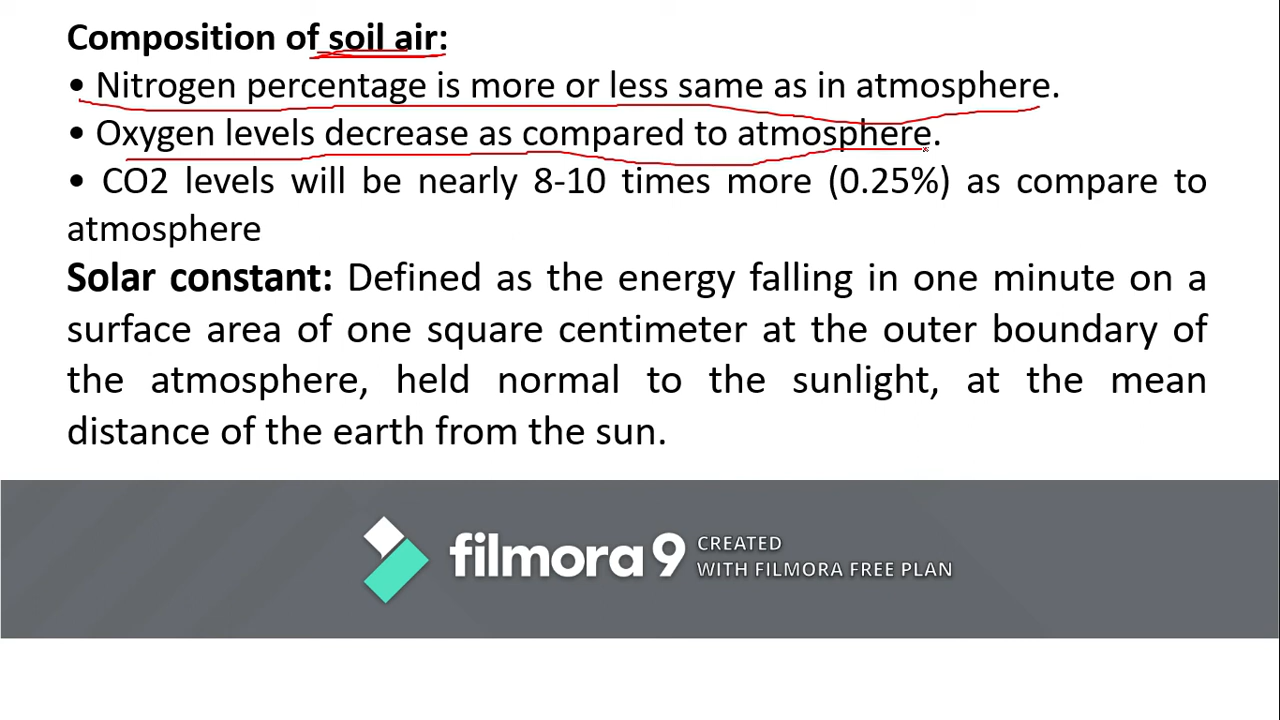 Composition of soil air:
• Nitrogen percentage is more or less same as in atmosphere.
• Oxygen levels decrease as compared to atmosphere.
• CO2 levels will be nearly 8-10 times more (0.25%) as compare to
atmosphere
Solar constant: Defined as the energy falling in one minute on a
surface area of one square centimeter at the outer boundary of
the atmosphere, held normal to the sunlight, at the mean
distance of the earth from the sun.
filmora 9
CREATED
WITH FILMORA FREE PLAN